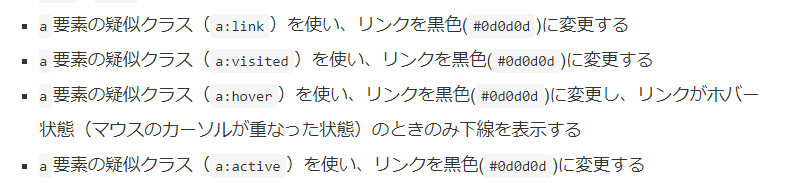 a 要素の疑似クラス（ a:link ）を使い、リンクを黒色( #0d0d0d )に変更する
a 要素の疑似クラス（ a:visited ）を使い、リンクを黒色( #0d0d0d )に変更する
a 要素の疑似クラス（ a:hover ）を使い、リンクを黒色( #0d0d0d )に変更し、リンクがホバー
状態（マウスのカーソルが重なった状態）のときのみ下線を表示する
a 要素の疑似クラス（ a:active ）を使い、リンクを黒色( #0d0d0d )に変更する